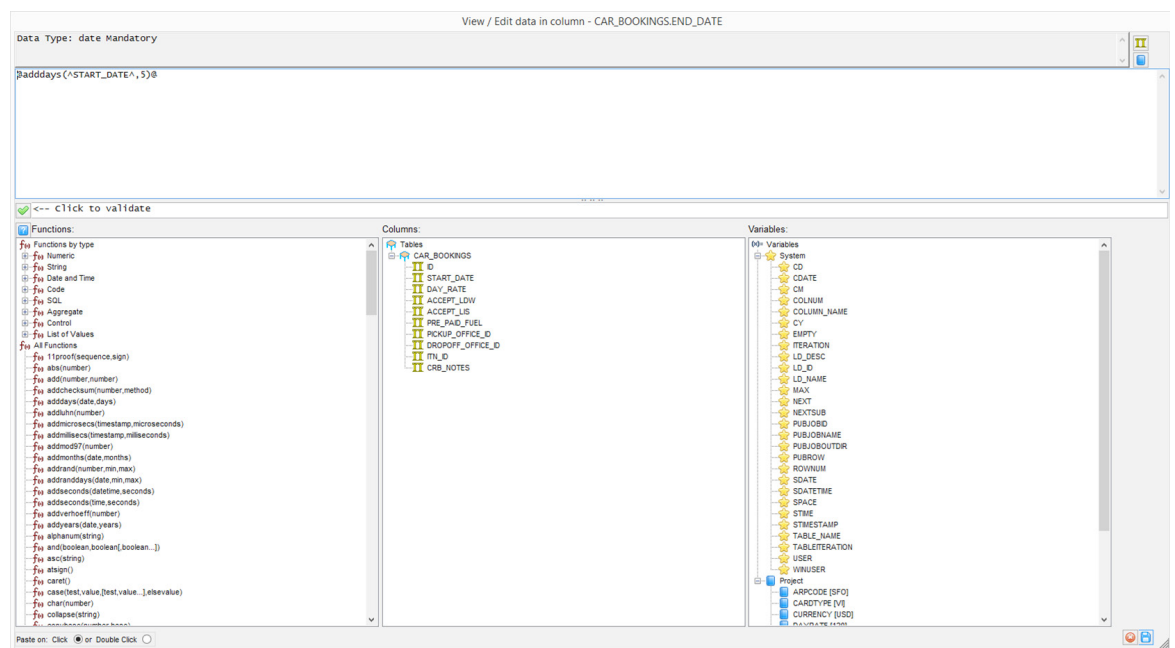 View / Edit data in column - CAR_BOOKINGS.END_DATE
Data Type: date Mandatory
@adddays(^START_DATE^,5)@
<-- Click to validate
Functions:
Functions by type
Numeric
String
Date and Time
Code
SQL
Aggregate
Control
List of Values
All Functions
11proof(sequence,sign)
abs(number)
add(number,number)
addchecksum(number,method)
adddays(date,days)
addluhn(number)
addmicrosecs(timestamp,microseconds)
addmillisecs(timestamp,milliseconds)
addmod97(number)
addmonths(date,months)
addrand(number,min,max)
addranddays(date,min,max)
addseconds(datetime,seconds)
addseconds(time,seconds)
addverhoeff(number)
addyears(date,years)
alphanum(string)
and(boolean,boolean[,boolean...])
asc(string)
atsign()
caret()
case(test,value,[test,value...],elsevalue)
char(number)
collapse(string)
Columns:
Tables
CAR_BOOKINGS
ID
START_DATE
DAY_RATE
ACCEPT_LDW
ACCEPT_LIS
PRE_PAID_FUEL
PICKUP_OFFICE_ID
DROPOFF_OFFICE_ID
ITN_ID
CRB_NOTES
Variables:
Variables
System
CD
CDATE
CM
COLNUM
COLUMN_NAME
CY
EMPTY
ITERATION
LD_DESC
LD_ID
LD_NAME
MAX
NEXT
NEXTSUB
PUBJOBID
PUBJOBNAME
PUBJOBOUTDIR
PUBROW
ROWNUM
SDATE
SDATETIME
SPACE
STIME
STIMESTAMP
TABLE_NAME
TABLEITERATION
USER
WINUSER
Project
ARPCODE [SFO]
CARDTYPE [VI]
CURRENCY [USD]
Paste on: Click or Double Click